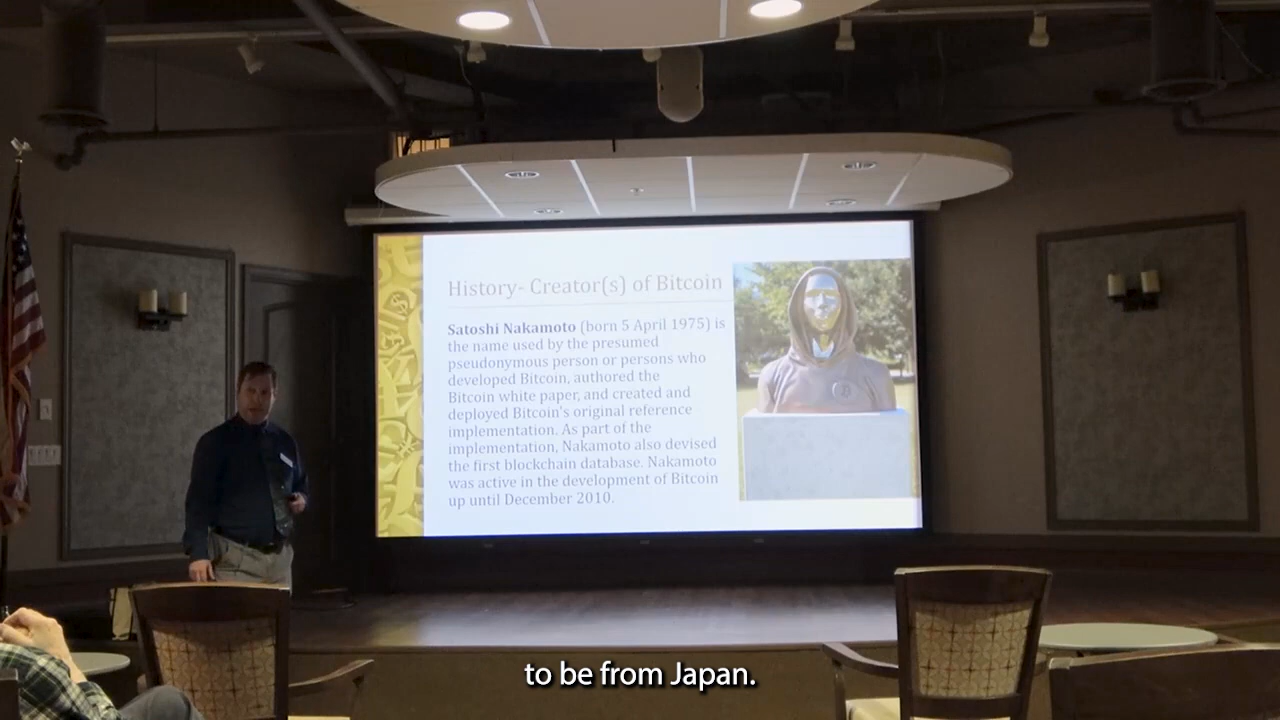 History- Creator(s) of Bitcoin
Satoshi Nakamoto (born 5 April 1975) is
the name used by the presumed
pseudonymous person or persons who
developed Bitcoin, authored the
Bitcoin white paper, and created and
deployed Bitcoin's original reference
implementation. As part of the
implementation, Nakamoto also devised
the first blockchain database. Nakamoto
was active in the development of Bitcoin
up until December 2010.
to be from Japan.